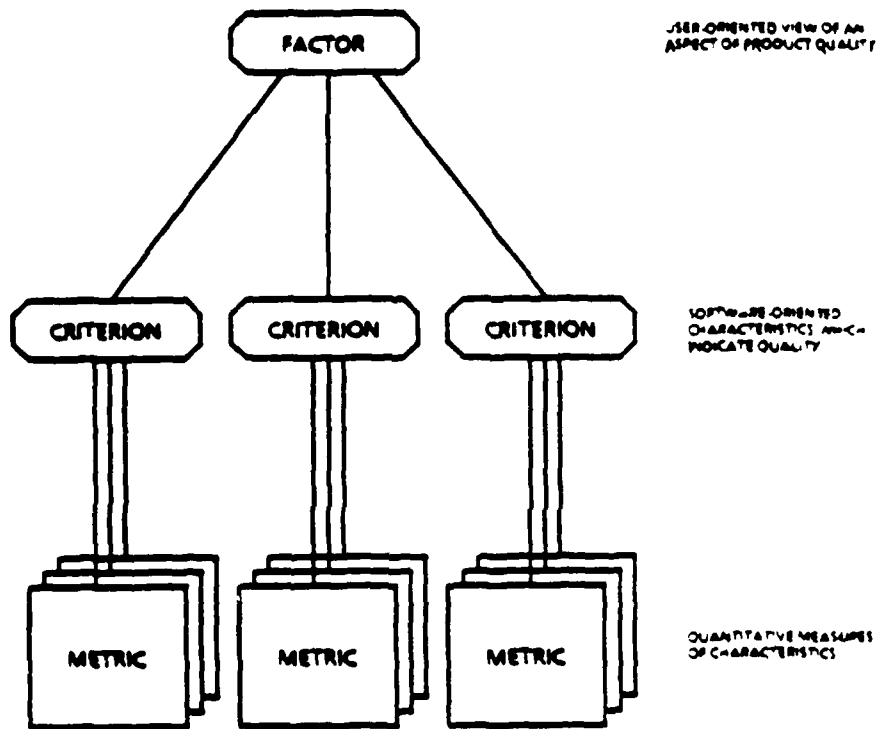 FACTOR
USER-ORIENTED VIEW OF AN
ASPECT OF PRODUCT QUALITY
CRITERION
CRITERION
CRITERION
SOFTWARE-ORIENTED
CHARACTERISTICS WHICH
INDICATE QUALITY
METRIC
METRIC
METRIC
QUANTITATIVE MEASURES
OF CHARACTERISTICS